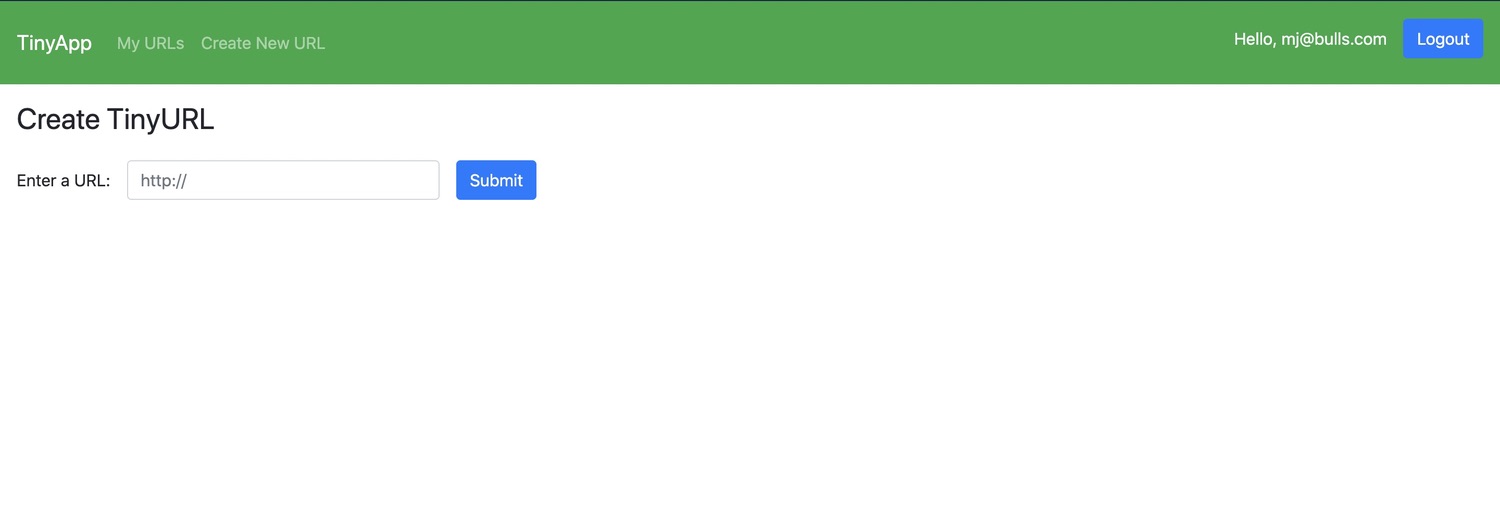 TinyApp My URLs Create New URL Hello, mj@bulls.com Logout
Create TinyURL
Enter a URL: http:// Submit